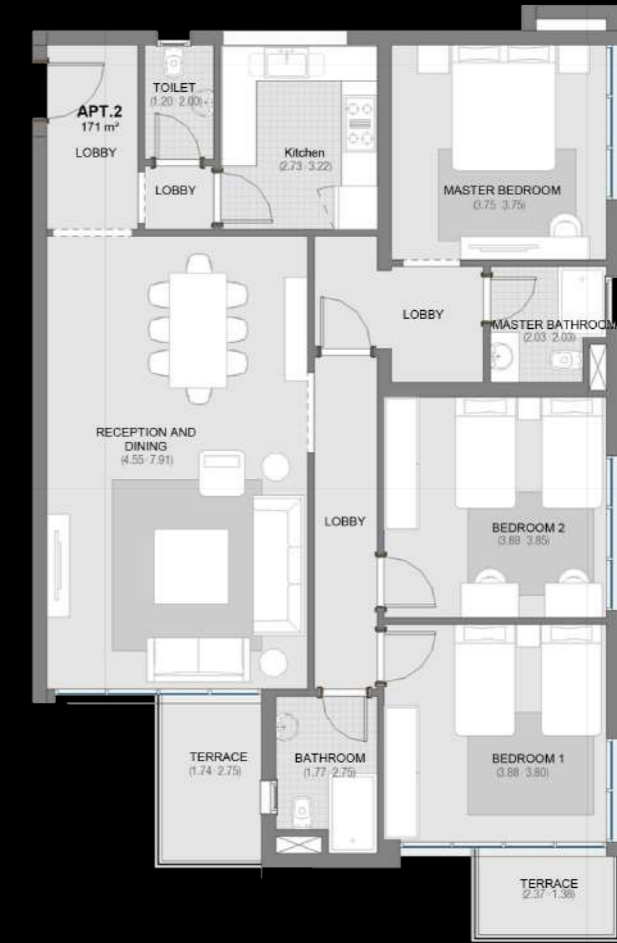 APT.2
171 m²
LOBBY
TOILET
(1.20 2.00)
LOBBY
Kitchen
(2.73 3.22)
MASTER BEDROOM
(3.75 3.75)
LOBBY
MASTER BATHROOM
(2.03 2.03)
RECEPTION AND
DINING
(4.55 7.91)
LOBBY
BEDROOM 2
(3.88 3.85)
TERRACE
(1.74 2.75)
BATHROOM
(1.77 2.75)
BEDROOM 1
(3.88 3.80)
TERRACE
(2.37 1.38)